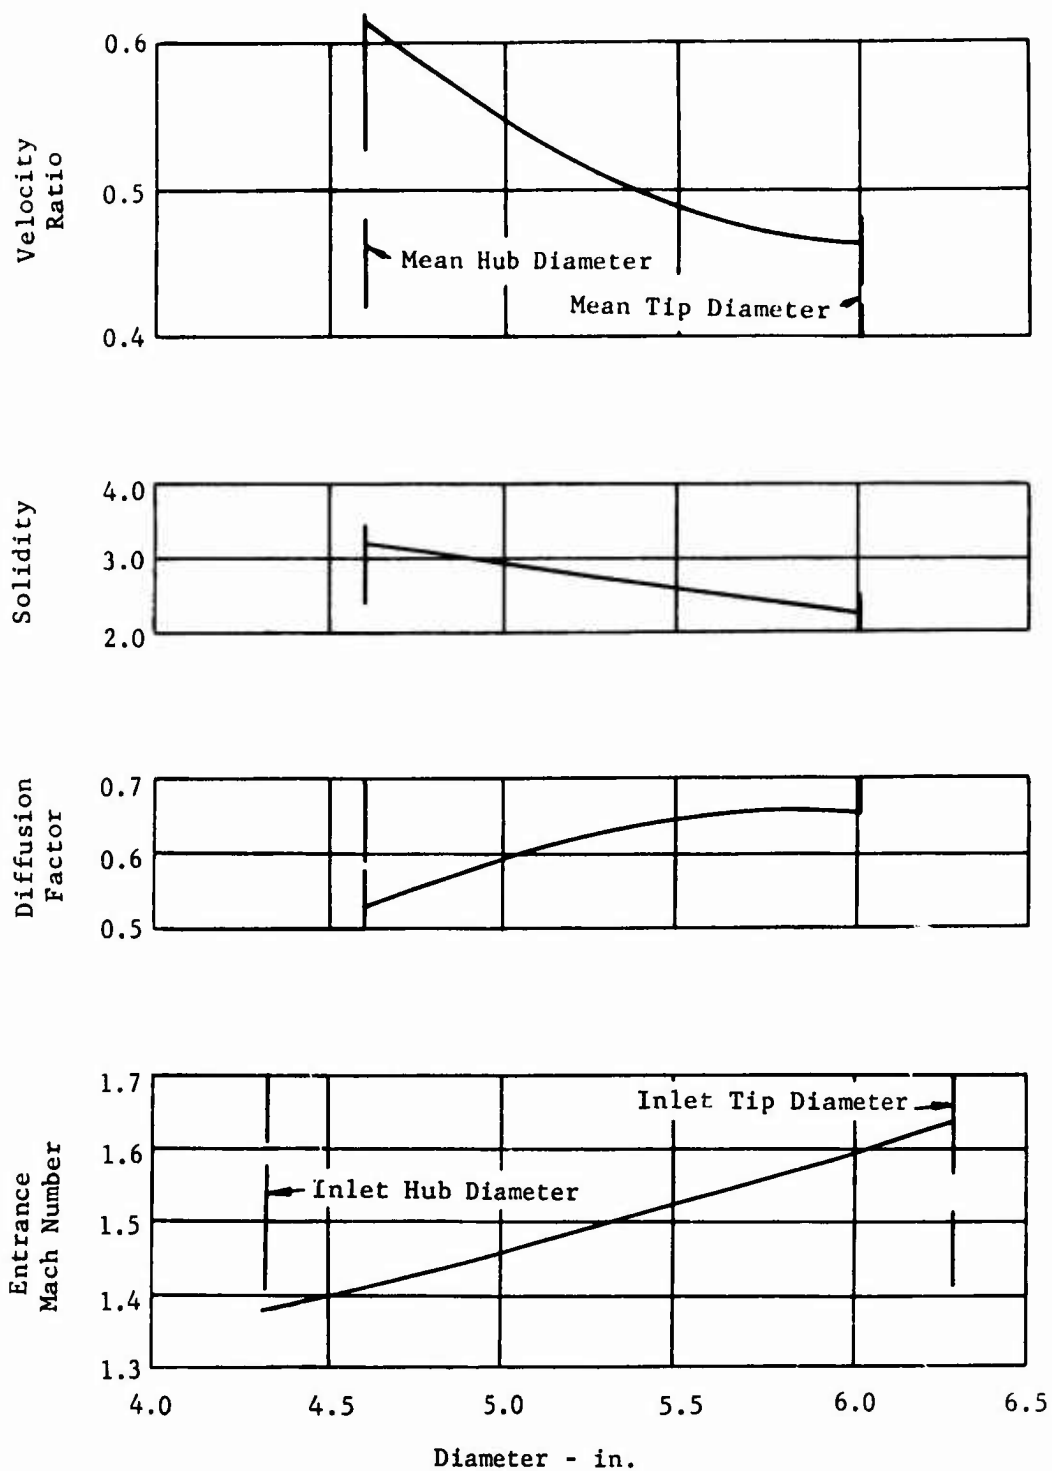 Velocity
Ratio
0.6
0.5
0.4
Mean Hub Diameter
Mean Tip Diameter
Solidity
4.0
3.0
2.0
Diffusion
Factor
0.7
0.6
0.5
Entrance
Mach Number
1.7
1.6
1.5
1.4
1.3
Inlet Tip Diameter
Inlet Hub Diameter
4.0 4.5 5.0 5.5 6.0 6.5
Diameter - in.